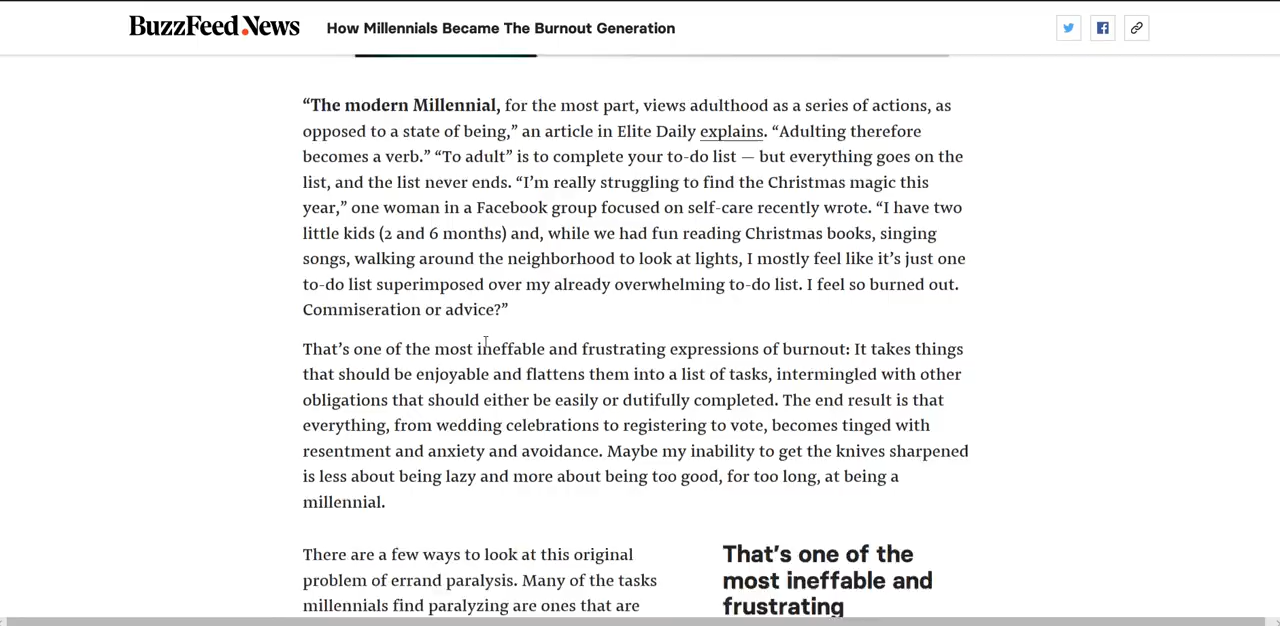 BuzzFeed News How Millennials Became The Burnout Generation
“The modern Millennial, for the most part, views adulthood as a series of actions, as
opposed to a state of being,” an article in Elite Daily explains. “Adulting therefore
becomes a verb.” “To adult” is to complete your to-do list — but everything goes on the
list, and the list never ends. “I’m really struggling to find the Christmas magic this
year,” one woman in a Facebook group focused on self-care recently wrote. “I have two
little kids (2 and 6 months) and, while we had fun reading Christmas books, singing
songs, walking around the neighborhood to look at lights, I mostly feel like it’s just one
to-do list superimposed over my already overwhelming to-do list. I feel so burned out.
Commiseration or advice?”
That’s one of the most ineffable and frustrating expressions of burnout: It takes things
that should be enjoyable and flattens them into a list of tasks, intermingled with other
obligations that should either be easily or dutifully completed. The end result is that
everything, from wedding celebrations to registering to vote, becomes tinged with
resentment and anxiety and avoidance. Maybe my inability to get the knives sharpened
is less about being lazy and more about being too good, for too long, at being a
millennial.
There are a few ways to look at this original
problem of errand paralysis. Many of the tasks
millennials find paralyzing are ones that are
That’s one of the
most ineffable and
frustrating